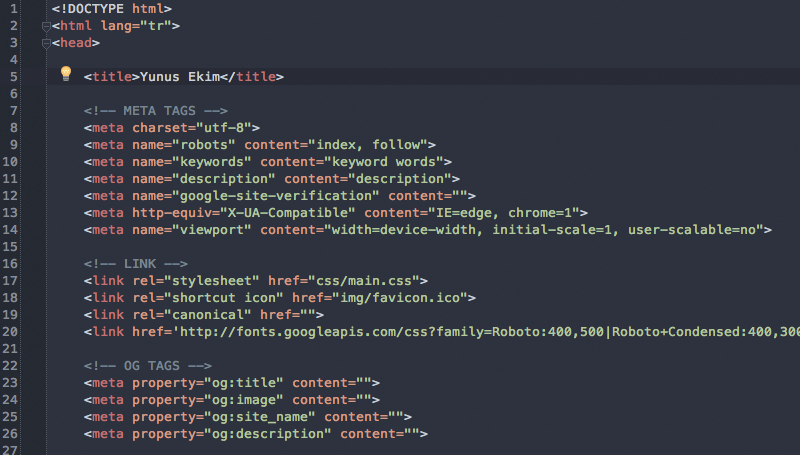 1 <!DOCTYPE html>
2 <html lang="tr">
3 <head>
4
5 <title>Yunus Ekim</title>
6
7 <!-- META TAGS -->
8 <meta charset="utf-8">
9 <meta name="robots" content="index, follow">
10 <meta name="keywords" content="keyword words">
11 <meta name="description" content="description">
12 <meta name="google-site-verification" content="">
13 <meta http-equiv="X-UA-Compatible" content="IE=edge, chrome=1">
14 <meta name="viewport" content="width=device-width, initial-scale=1, user-scalable=no">
15
16 <!-- LINK -->
17 <link rel="stylesheet" href="css/main.css">
18 <link rel="shortcut icon" href="img/favicon.ico">
19 <link rel="canonical" href="">
20 <link href='http://fonts.googleapis.com/css?family=Roboto:400,500|Roboto+Condensed:400,300
21
22 <!-- OG TAGS -->
23 <meta property="og:title" content="">
24 <meta property="og:image" content="">
25 <meta property="og:site_name" content="">
26 <meta property="og:description" content="">
27